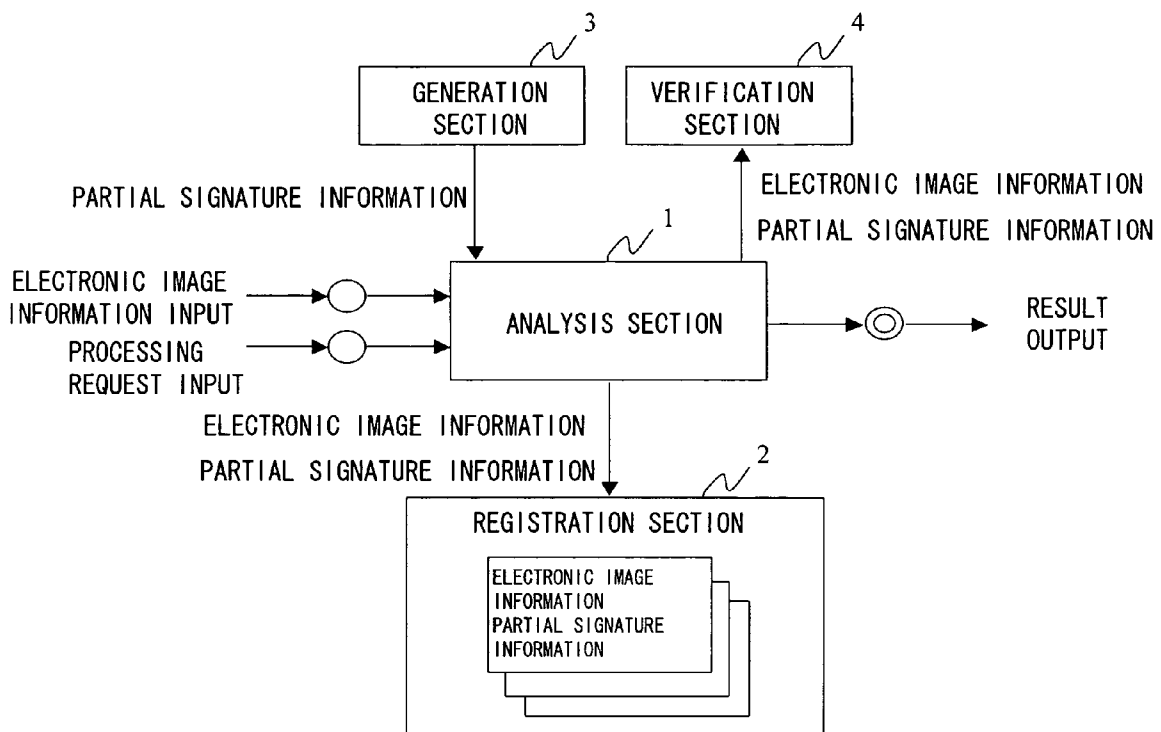 3
4
GENERATION
SECTION
VERIFICATION
SECTION
PARTIAL SIGNATURE INFORMATION
ELECTRONIC IMAGE INFORMATION
PARTIAL SIGNATURE INFORMATION
1
ELECTRONIC IMAGE
INFORMATION INPUT
PROCESSING
REQUEST INPUT
ANALYSIS SECTION
RESULT
OUTPUT
ELECTRONIC IMAGE INFORMATION
PARTIAL SIGNATURE INFORMATION
2
REGISTRATION SECTION
ELECTRONIC IMAGE
INFORMATION
PARTIAL SIGNATURE
INFORMATION